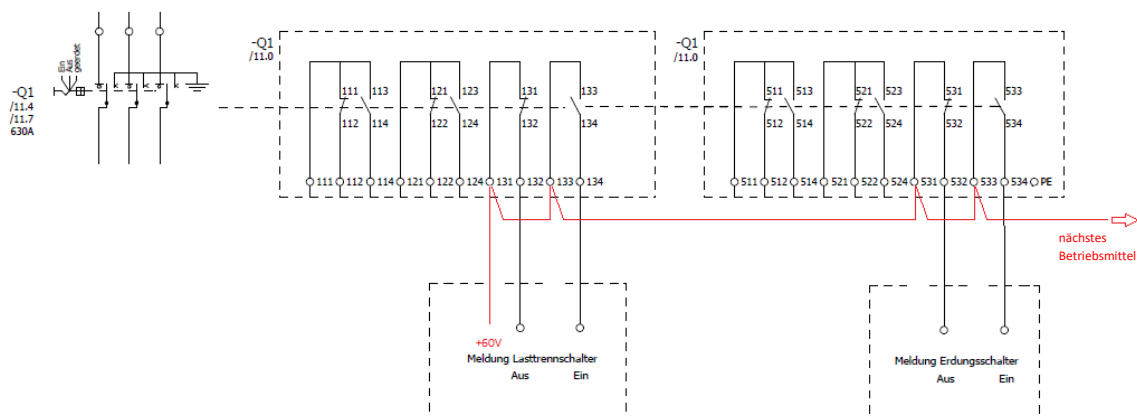 Ein
Aus
geerdet
-Q1
/11.4
/11.7
630A
-Q1
/11.0
111 113 121 123 131 133
112 114 122 124 132 134
111 112 114 121 122 124 131 132 133 134
-Q1
/11.0
511 513 521 523 531 533
512 514 522 524 532 534
511 512 514 521 522 524 531 532 533 534 PE
nächstes
Betriebsmittel
+60V
Meldung Lasttrennschalter
Aus Ein
Meldung Erdungsschalter
Aus Ein